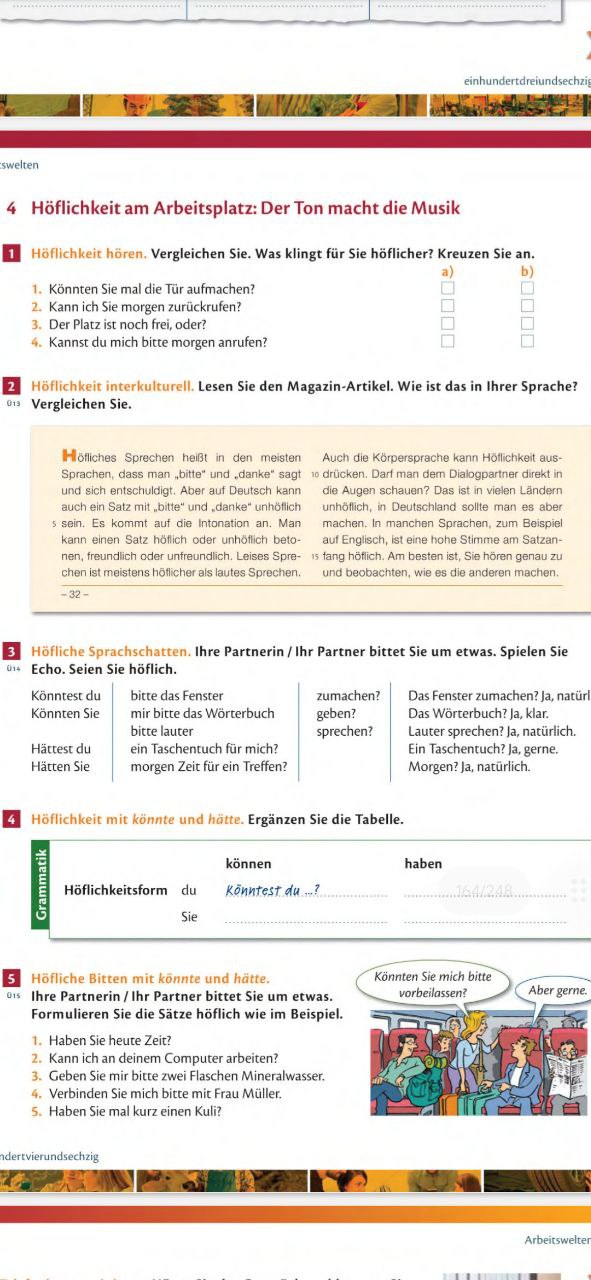 einhundertdreiundsechzig
tswelten
4 Höflichkeit am Arbeitsplatz: Der Ton macht die Musik
1 Höflichkeit hören. Vergleichen Sie. Was klingt für Sie höflicher? Kreuzen Sie an.
a) b)
1. Könnten Sie mal die Tür aufmachen?
2. Kann ich Sie morgen zurückrufen?
3. Der Platz ist noch frei, oder?
4. Kannst du mich bitte morgen anrufen?
2 Höflichkeit interkulturell. Lesen Sie den Magazin-Artikel. Wie ist das in Ihrer Sprache?
Ü13 Vergleichen Sie.
Höfliches Sprechen heißt in den meisten
Sprachen, dass man „bitte“ und „danke“ sagt
und sich entschuldigt. Aber auf Deutsch kann
auch ein Satz mit „bitte“ und „danke“ unhöflich
5 sein. Es kommt auf die Intonation an. Man
kann einen Satz höflich oder unhöflich beto-
nen, freundlich oder unfreundlich. Leises Spre-
chen ist meistens höflicher als lautes Sprechen.
Auch die Körpersprache kann Höflichkeit aus-
10 drücken. Darf man dem Dialogpartner direkt in
die Augen schauen? Das ist in vielen Ländern
unhöflich, in Deutschland sollte man es aber
machen. In manchen Sprachen, zum Beispiel
auf Englisch, ist eine hohe Stimme am Satzan-
15 fang höflich. Am besten ist, Sie hören genau zu
und beobachten, wie es die anderen machen.
– 32 –
3 Höfliche Sprachschatten. Ihre Partnerin / Ihr Partner bittet Sie um etwas. Spielen Sie
Ü14 Echo. Seien Sie höflich.
Könntest du bitte das Fenster zumachen? Das Fenster zumachen? Ja, natürl
Könnten Sie mir bitte das Wörterbuch geben? Das Wörterbuch? Ja, klar.
bitte lauter sprechen? Lauter sprechen? Ja, natürlich.
Hättest du ein Taschentuch für mich? Ein Taschentuch? Ja, gerne.
Hätten Sie morgen Zeit für ein Treffen? Morgen? Ja, natürlich.
4 Höflichkeit mit könnte und hätte. Ergänzen Sie die Tabelle.
Grammatik
können haben
Höflichkeitsform du Könntest du ...?
164/248
Sie
5 Höfliche Bitten mit könnte und hätte.
Ü15 Ihre Partnerin / Ihr Partner bittet Sie um etwas.
Formulieren Sie die Sätze höflich wie im Beispiel.
1. Haben Sie heute Zeit?
2. Kann ich an deinem Computer arbeiten?
3. Geben Sie mir bitte zwei Flaschen Mineralwasser.
4. Verbinden Sie mich bitte mit Frau Müller.
5. Haben Sie mal kurz einen Kuli?
Könnten Sie mich bitte
vorbeilassen?
Aber gerne.
ndertvierundsechzig
Arbeitswelten